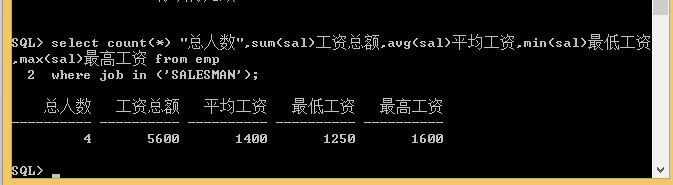 SQL> select count(*) "总人数",sum(sal)工资总额,avg(sal)平均工资,min(sal)最低工资
,max(sal)最高工资 from emp
  2  where job in ('SALESMAN');
    总人数   工资总额   平均工资   最低工资   最高工资
---------- ---------- ---------- ---------- ----------
         4       5600       1400       1250       1600
SQL>